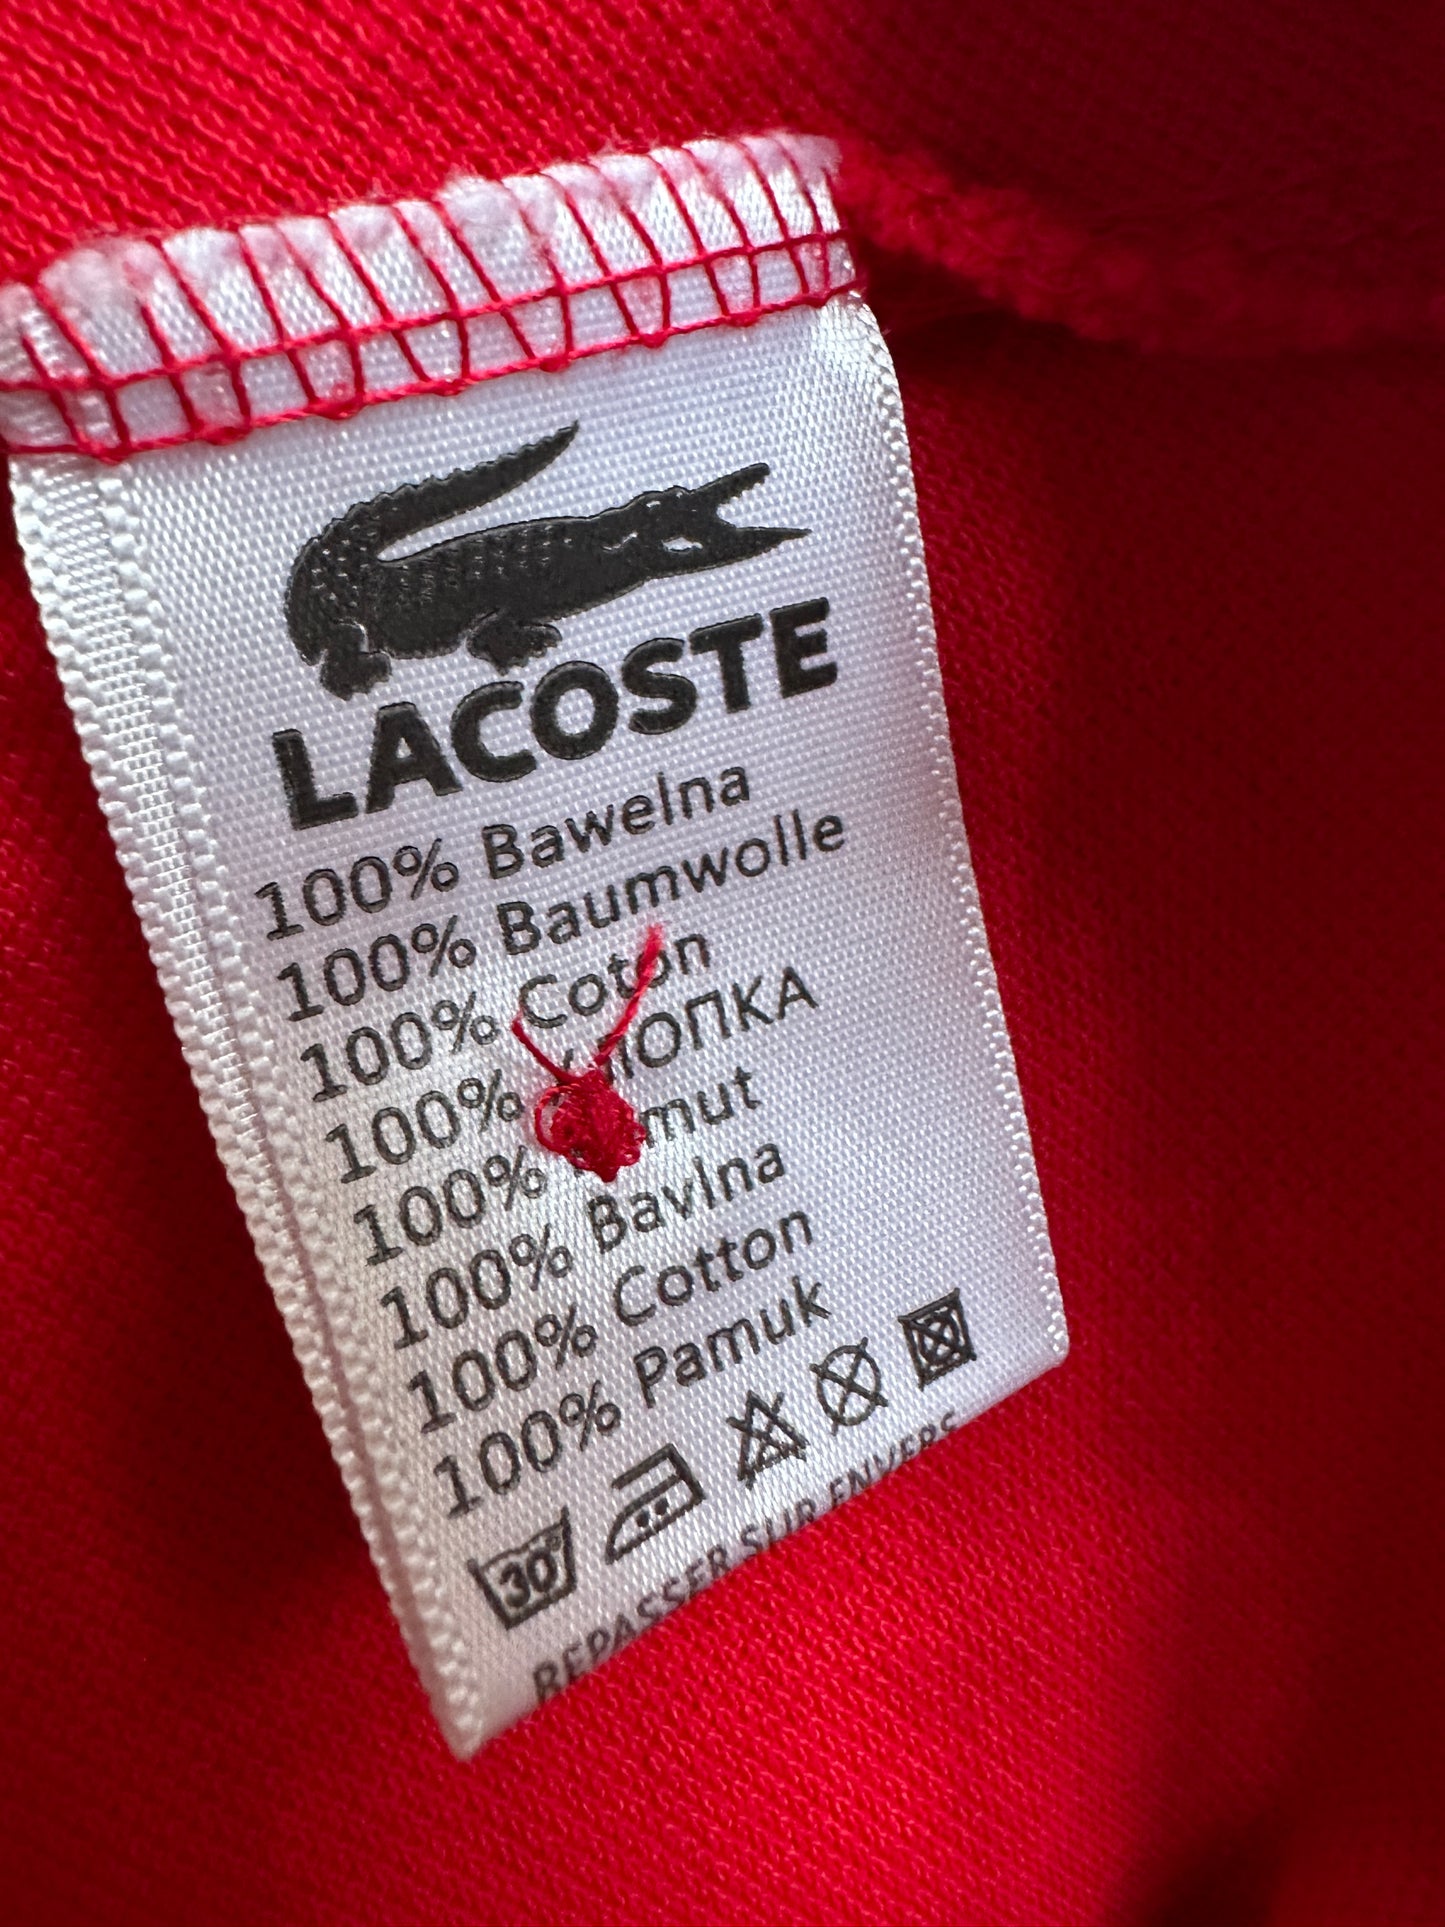 LACOSTE
100% Bawelna
100% Baumwolle
100% Coton
100%
100%
100% Bavlna
100% Cotton
100% Pamuk
30°
REPASSER SUR ENVERS